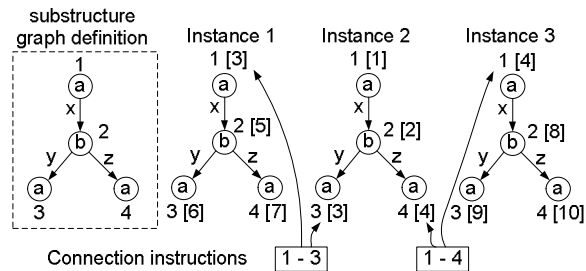 substructure
graph definition
Instance 1
Instance 2
Instance 3
1
1 [3]
1 [1]
1 [4]
a
a
a
a
x
x
x
x
b
2
b
2 [5]
b
2 [2]
b
2 [8]
y
z
y
z
y
z
y
z
a
a
a
a
a
a
a
a
3
4
3 [6]
4 [7]
3 [3]
4 [4]
3 [9]
4 [10]
Connection instructions
1 - 3
1 - 4